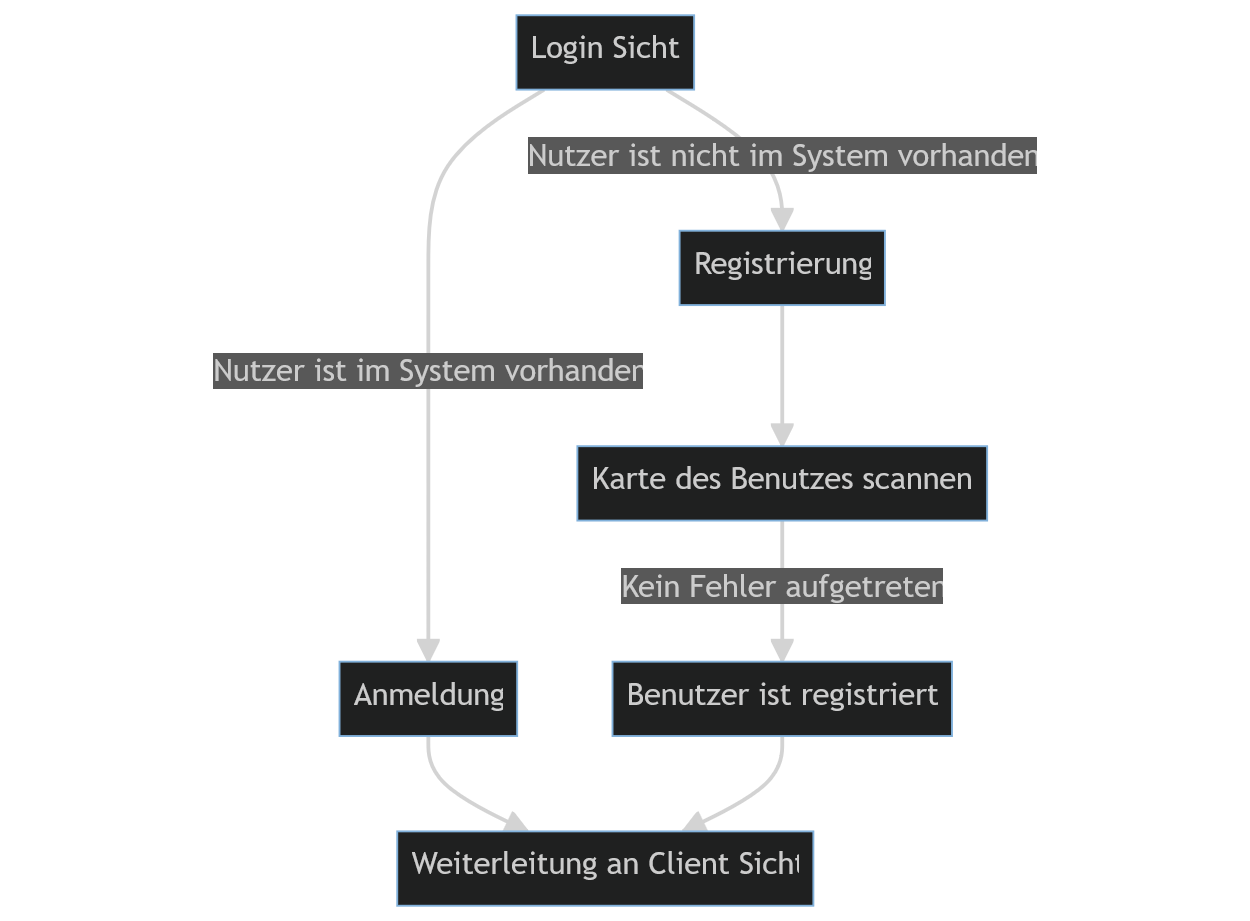 Login Sicht
Nutzer ist nicht im System vorhanden
Registrierung
Nutzer ist im System vorhanden
Karte des Benutzes scannen
Kein Fehler aufgetreten
Anmeldung
Benutzer ist registriert
Weiterleitung an Client Sicht